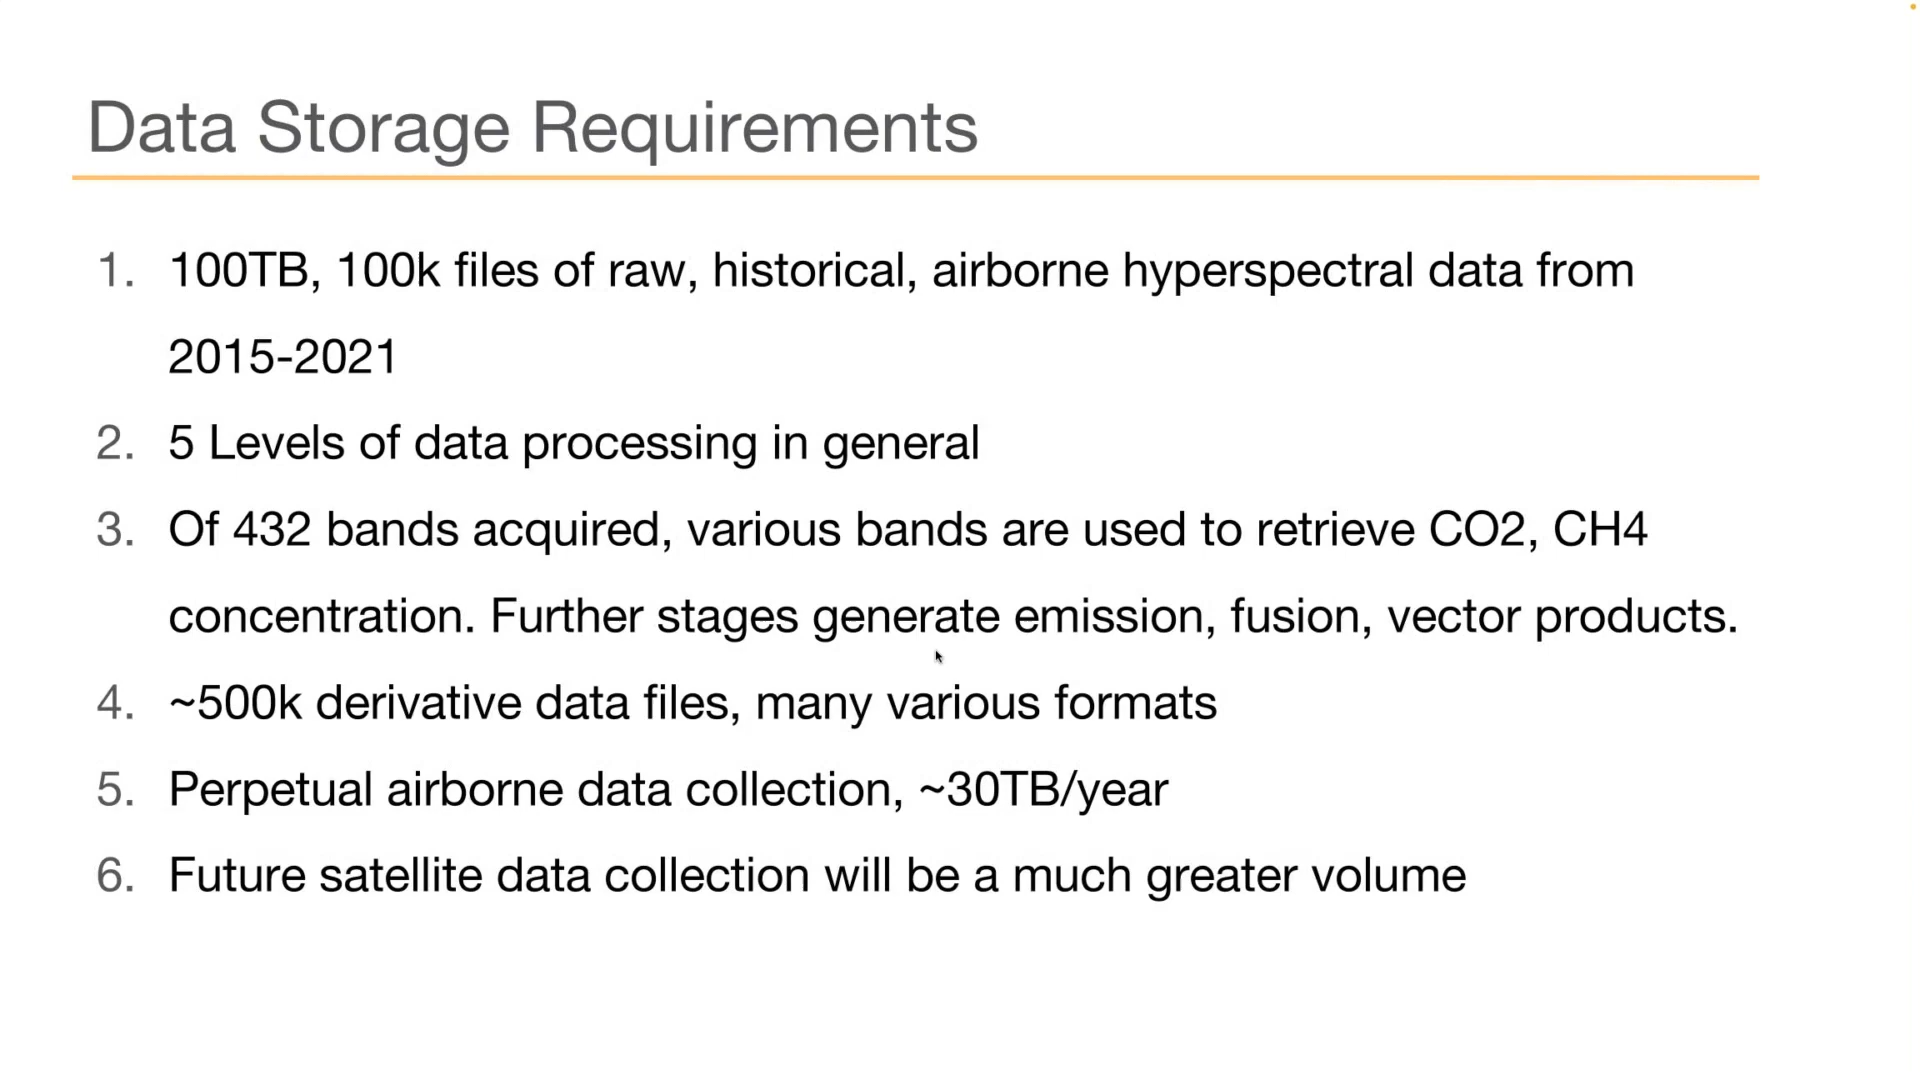 Data Storage Requirements
1. 100TB, 100k files of raw, historical, airborne hyperspectral data from
2015-2021
2. 5 Levels of data processing in general
3. Of 432 bands acquired, various bands are used to retrieve CO2, CH4
concentration. Further stages generate emission, fusion, vector products.
4. ~500k derivative data files, many various formats
5. Perpetual airborne data collection, ~30TB/year
6. Future satellite data collection will be a much greater volume